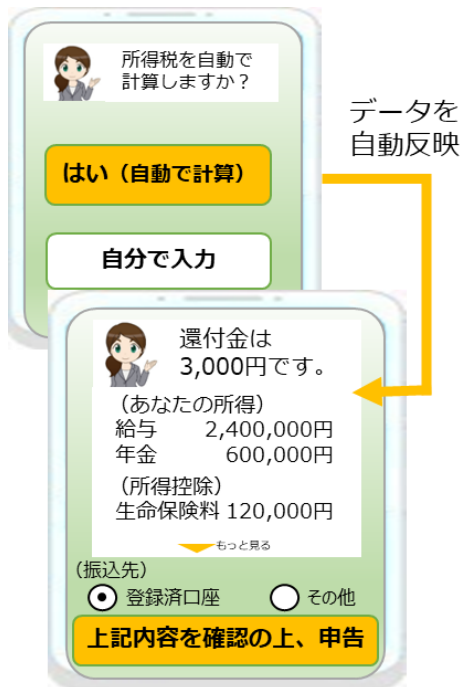 所得税を自動で
計算しますか？
はい（自動で計算）
自分で入力
データを
自動反映
還付金は
3,000円です。
（あなたの所得）
給与 2,400,000円
年金 600,000円
（所得控除）
生命保険料 120,000円
もっと見る
（振込先）
登録済口座 その他
上記内容を確認の上、申告